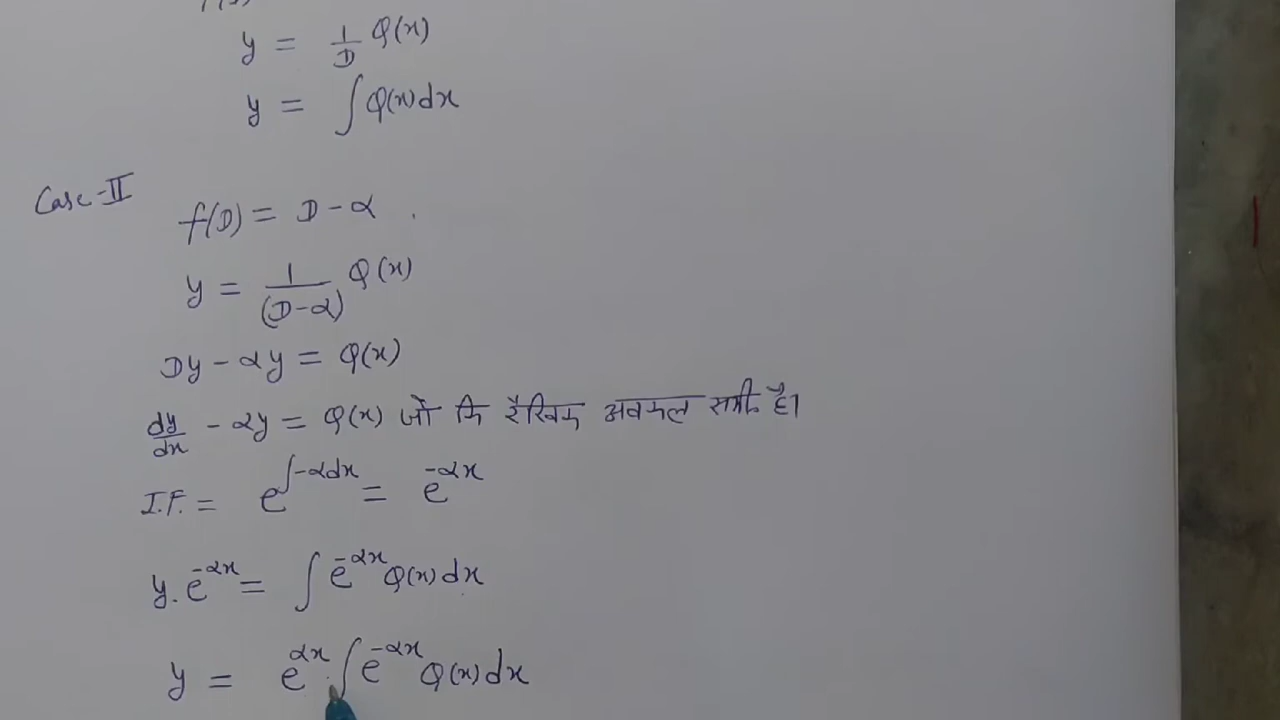 y = 1/D Q(x)
y = ∫ Q(x) dx
Case-II
f(D) = D - α
y = 1/(D-α) Q(x)
Dy - αy = Q(x)
dy/dx - αy = Q(x) जो कि रैखिक अवकल समी० है।
I.F. = e^{∫-αdx} = e^{-αx}
y. e^{-αx} = ∫ e^{-αx} Q(x) dx
y = e^{αx} . ∫ e^{-αx} Q(x) dx